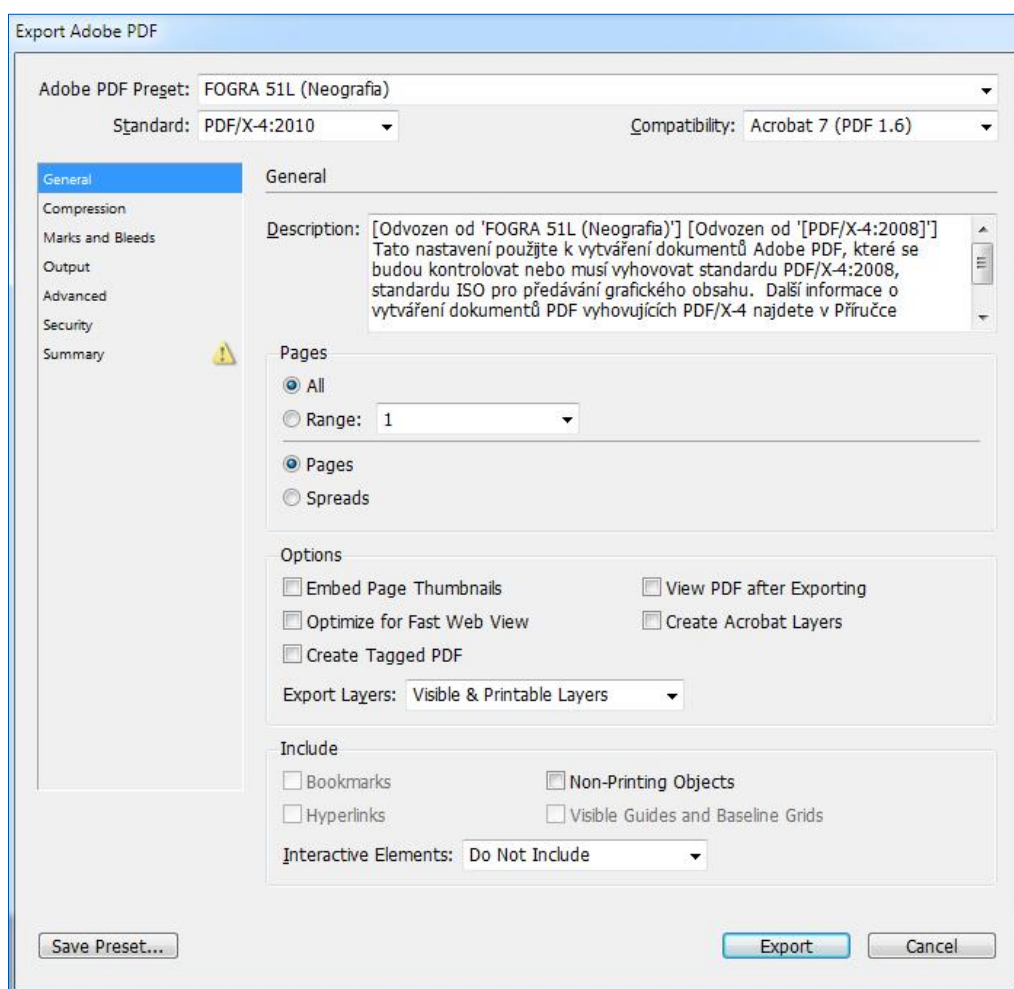 Export Adobe PDF
Adobe PDF Preset: FOGRA 51L (Neografia)
Standard: PDF/X-4:2010 Compatibility: Acrobat 7 (PDF 1.6)
General
Compression
Marks and Bleeds
Output
Advanced
Security
Summary
General
Description: [Odvozen od 'FOGRA 51L (Neografia)'] [Odvozen od '[PDF/X-4:2008]']
Tato nastavení použijte k vytváření dokumentů Adobe PDF, které se
budou kontrolovat nebo musí vyhovovat standardu PDF/X-4:2008,
standardu ISO pro předávání grafického obsahu.  Další informace o
vytváření dokumentů PDF vyhovujících PDF/X-4 najdete v Příručce
Pages
All
Range: 1
Pages
Spreads
Options
Embed Page Thumbnails View PDF after Exporting
Optimize for Fast Web View Create Acrobat Layers
Create Tagged PDF
Export Layers: Visible & Printable Layers
Include
Bookmarks Non-Printing Objects
Hyperlinks Visible Guides and Baseline Grids
Interactive Elements: Do Not Include
Save Preset... Export Cancel